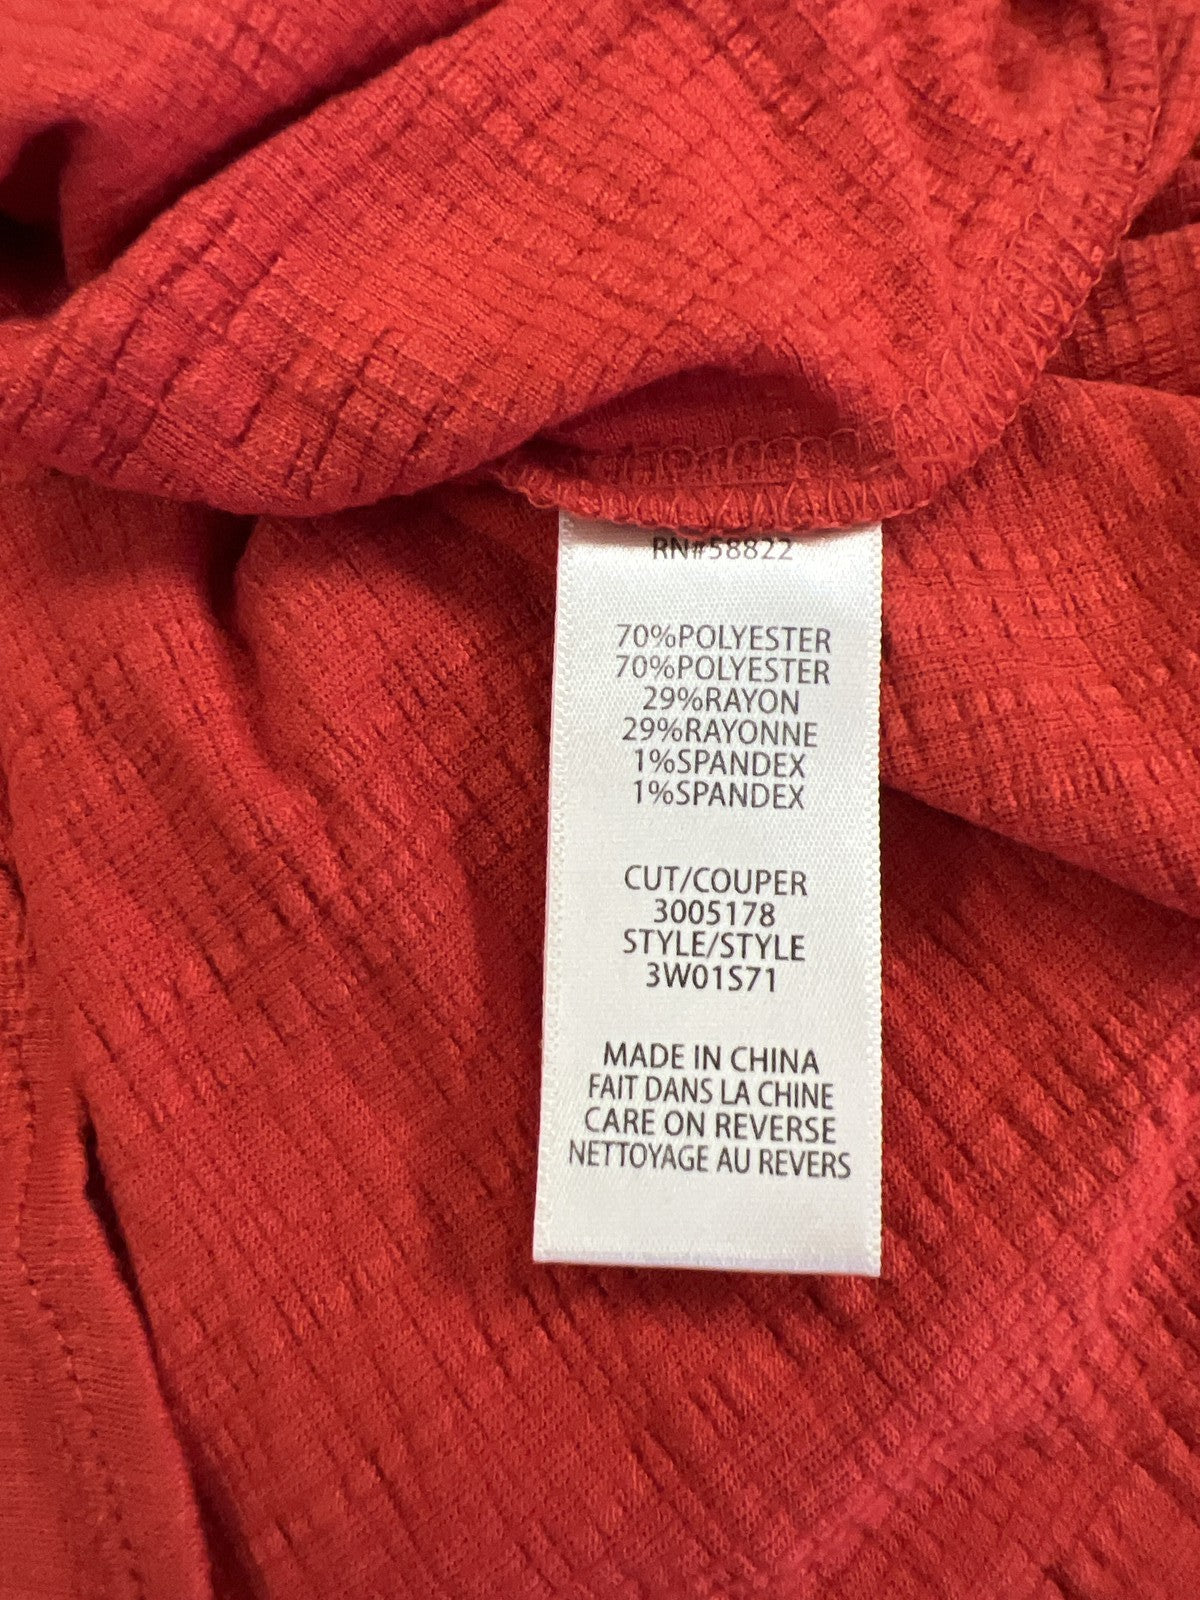 RN#58822
70%POLYESTER
70%POLYESTER
29%RAYON
29%RAYONNE
1%SPANDEX
1%SPANDEX
CUT/COUPER
3005178
STYLE/STYLE
3W01S71
MADE IN CHINA
FAIT DANS LA CHINE
CARE ON REVERSE
NETTOYAGE AU REVERS